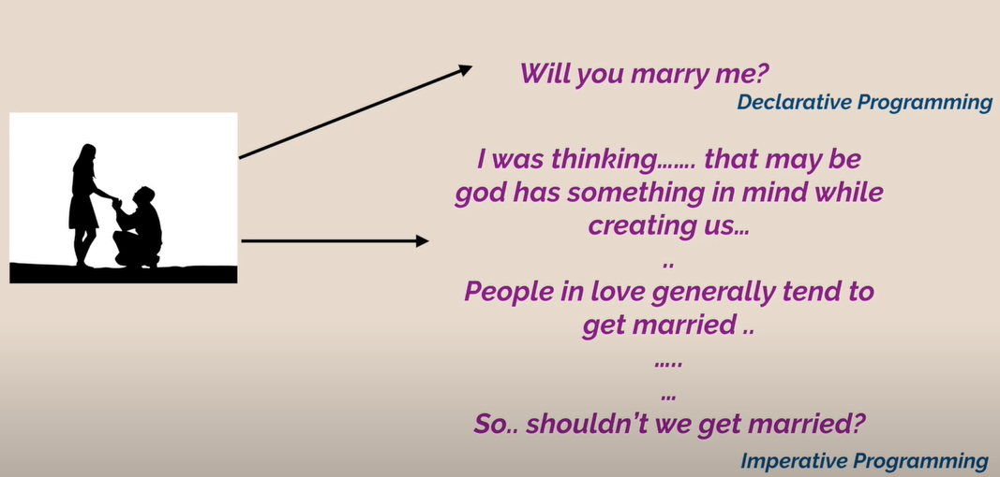 Will you marry me?
Declarative Programming
I was thinking....... that may be
god has something in mind while
creating us...
..
People in love generally tend to
get married ..
.....
...
So.. shouldn't we get married?
Imperative Programming